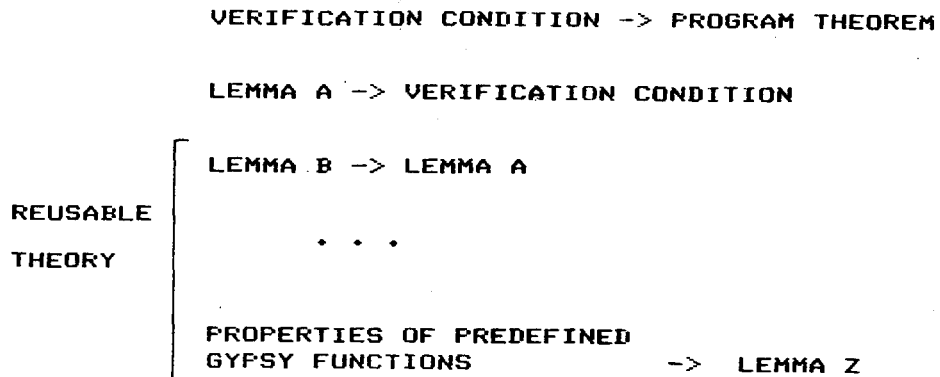 VERIFICATION CONDITION -> PROGRAM THEOREM
LEMMA A -> VERIFICATION CONDITION
LEMMA B -> LEMMA A
REUSABLE
THEORY
. . .
PROPERTIES OF PREDEFINED
GYPSY FUNCTIONS -> LEMMA Z